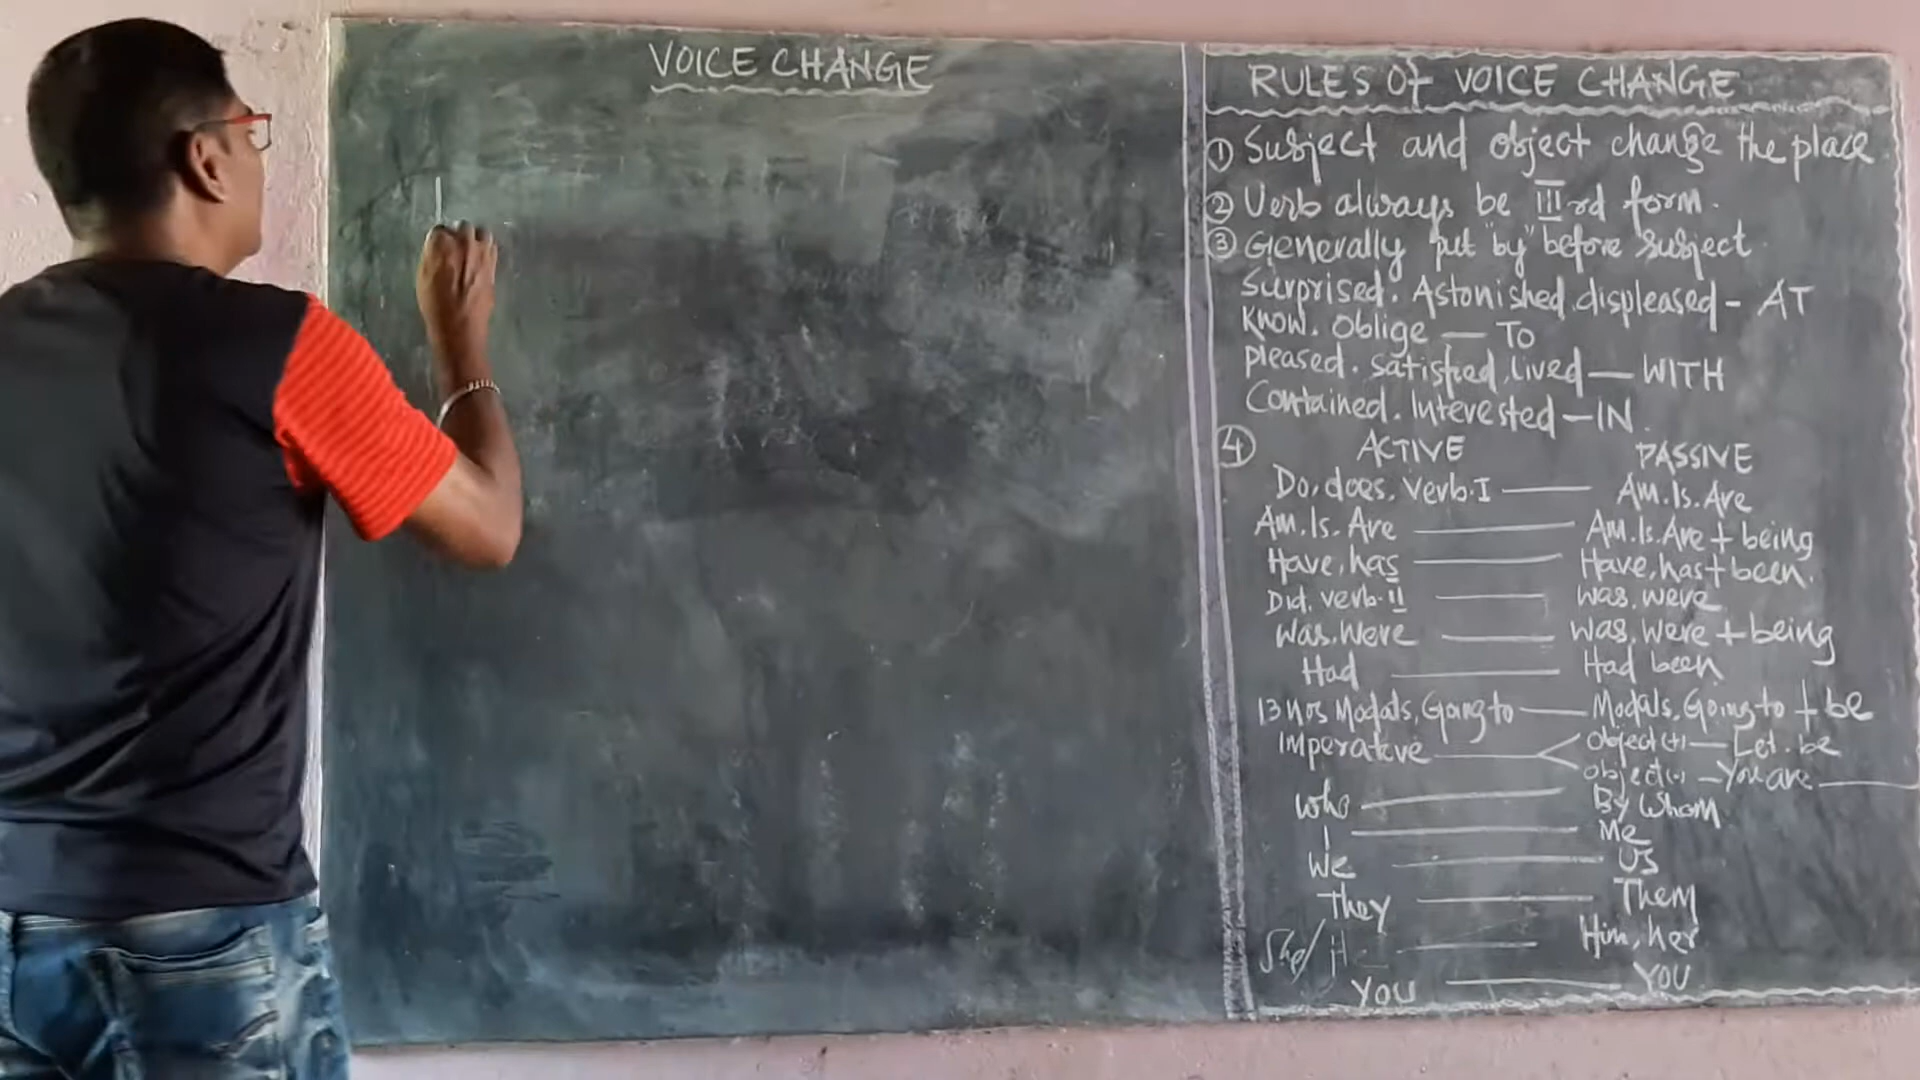 VOICE CHANGE
RULES OF VOICE CHANGE
① Subject and object change the place
② Verb always be IIIrd form.
③ Generally put "by" before subject
Surprised. Astonished. displeased - AT
Know. Oblige — To
pleased. satisfied, lived — WITH
Contained. Interested - IN.
④ ACTIVE PASSIVE
Do, does, Verb.I — Am.Is.Are
Am.Is.Are — Am.Is.Are + being
Have, has — Have, has + been.
Did. verb.II — was. were
Was. Were — Was. Were + being
Had — Had been
13 Nos Modals, Going to — Modals, Going to + be
Imperative — Object(+) — Let. be
Object(-) — You are —
who — By Whom
I — Me
We — US
They — Them
She/ H — Him, her
YOU — YOU